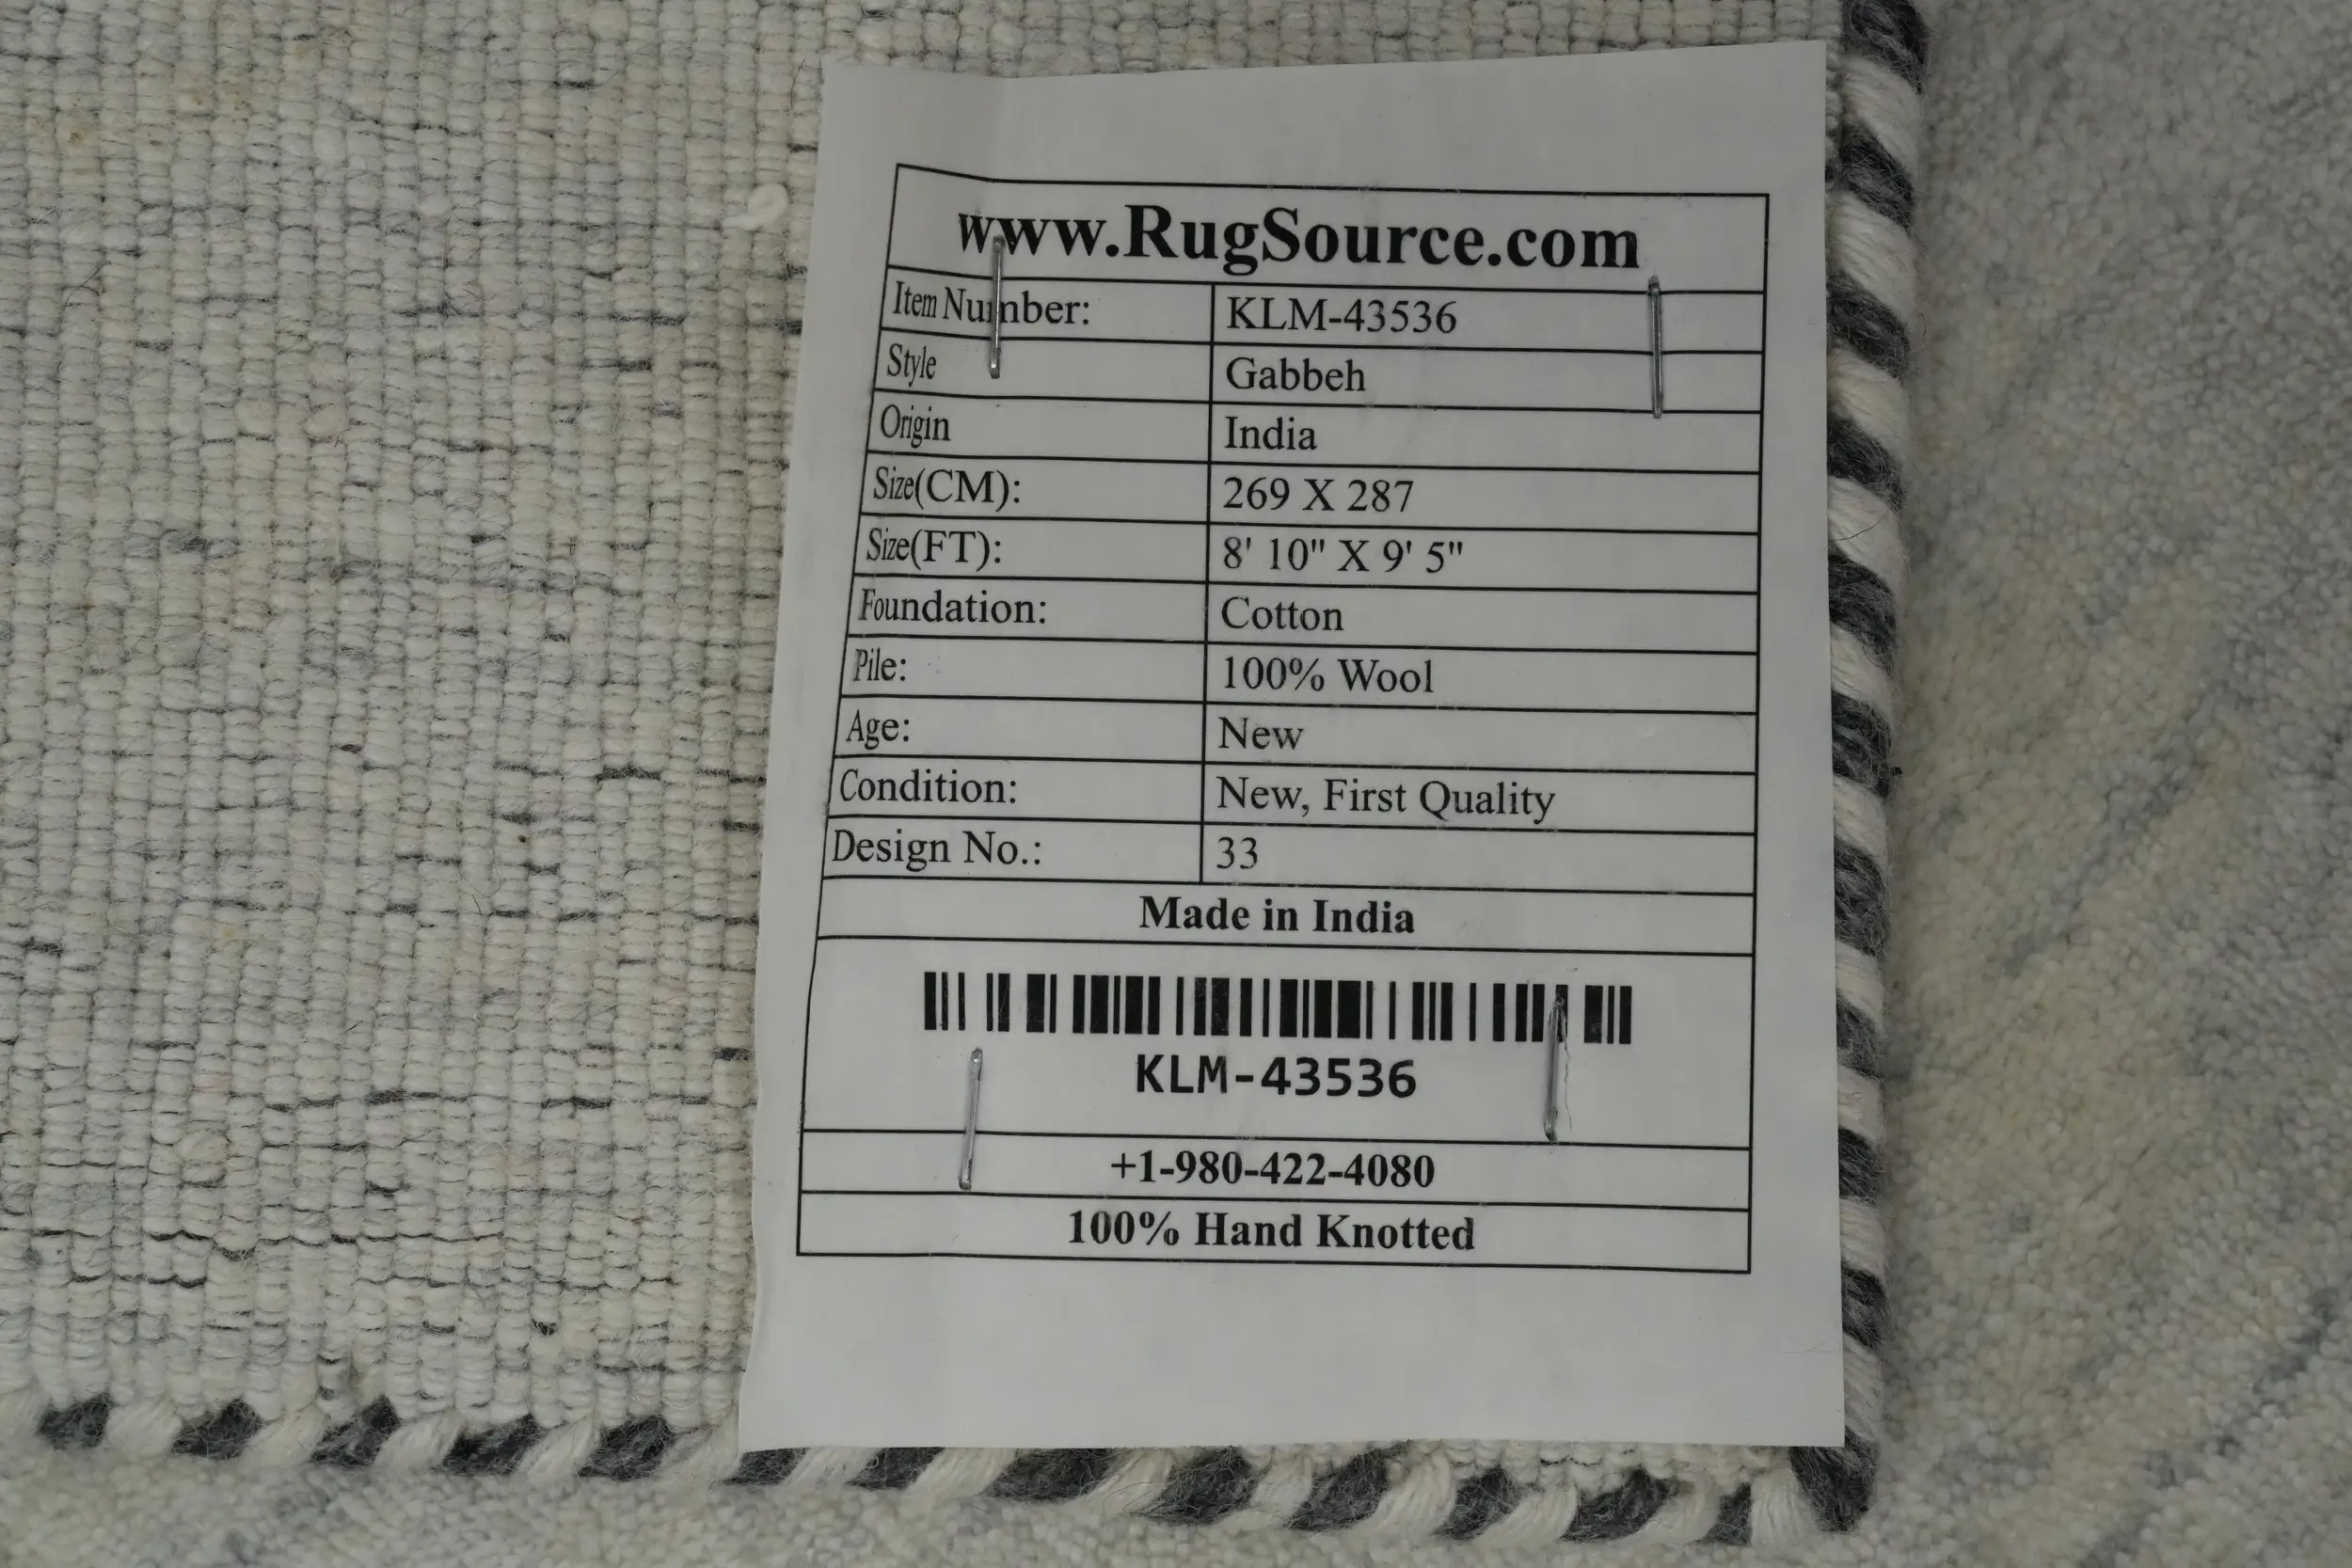 www.RugSource.com
Item Number: KLM-43536
Style Gabbeh
Origin India
Size(CM): 269 X 287
Size(FT): 8' 10" X 9' 5"
Foundation: Cotton
Pile: 100% Wool
Age: New
Condition: New, First Quality
Design No.: 33
Made in India
KLM-43536
+1-980-422-4080
100% Hand Knotted